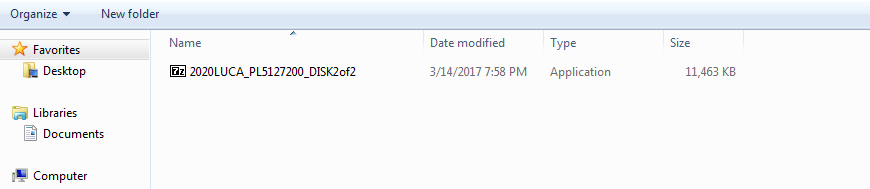 Organize New folder
Name Date modified Type Size
Favorites
2020LUCA_PL5127200_DISK2of2 3/14/2017 7:58 PM Application 11,463 KB
Desktop
Libraries
Documents
Computer